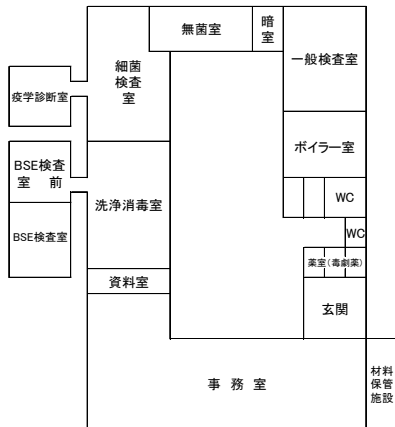 無菌室
暗
室
細菌
検査
室
一般検査室
疫学診断室
ボイラー室
BSE検査
室　前
WC
洗浄消毒室
BSE検査室
WC
薬室(毒劇薬)
資料室
玄関
事　務　室
材料
保管
施設